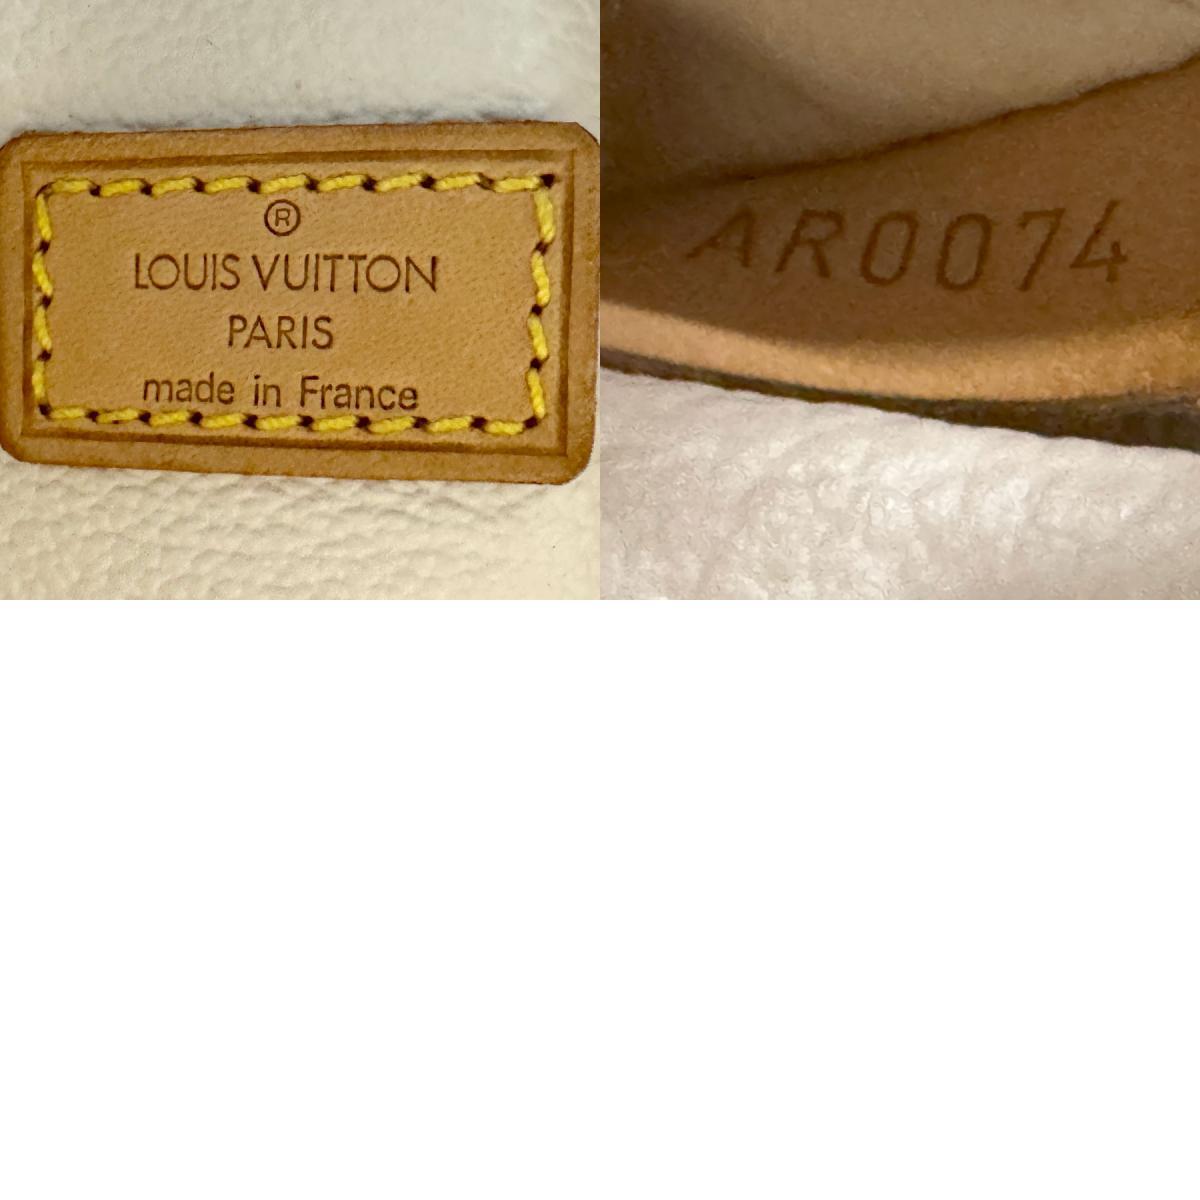 ®
LOUIS VUITTON
PARIS
made in France
AR0074